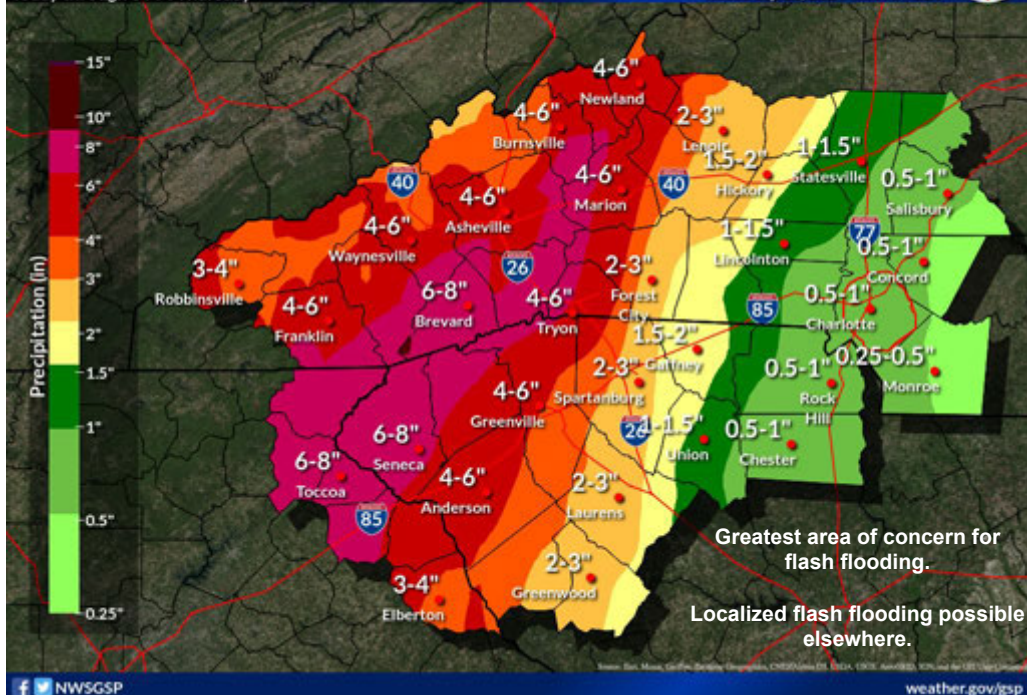 15"
10"
8"
6"
4"
3"
2"
1.5"
1"
0.5"
0.25"
Precipitation (in)
4-6"
Newland
4-6"
Burnsville
2-3"
Lenoir
1.5-2"
Hickory
1-1.5"
Statesville
0.5-1"
Salisbury
40
4-6"
Asheville
4-6"
Marion
40
77
4-6"
Waynesville
1-1.5"
Lincolnton
0.5-1"
Concord
3-4"
Robbinsville
26
2-3"
Forest
City
4-6"
Franklin
6-8"
Brevard
4-6"
Tryon
85
0.5-1"
Charlotte
1.5-2"
Gaffney
2-3"
Spartanburg
0.5-1"
Rock
Hill
0.25-0.5"
Monroe
4-6"
Greenville
26
1-1.5"
Union
0.5-1"
Chester
6-8"
Seneca
6-8"
Toccoa
4-6"
Anderson
85
2-3"
Laurens
2-3"
Greenwood
3-4"
Elberton
Greatest area of concern for
flash flooding.
Localized flash flooding possible
elsewhere.
NWSGSP
weather.gov/gsp